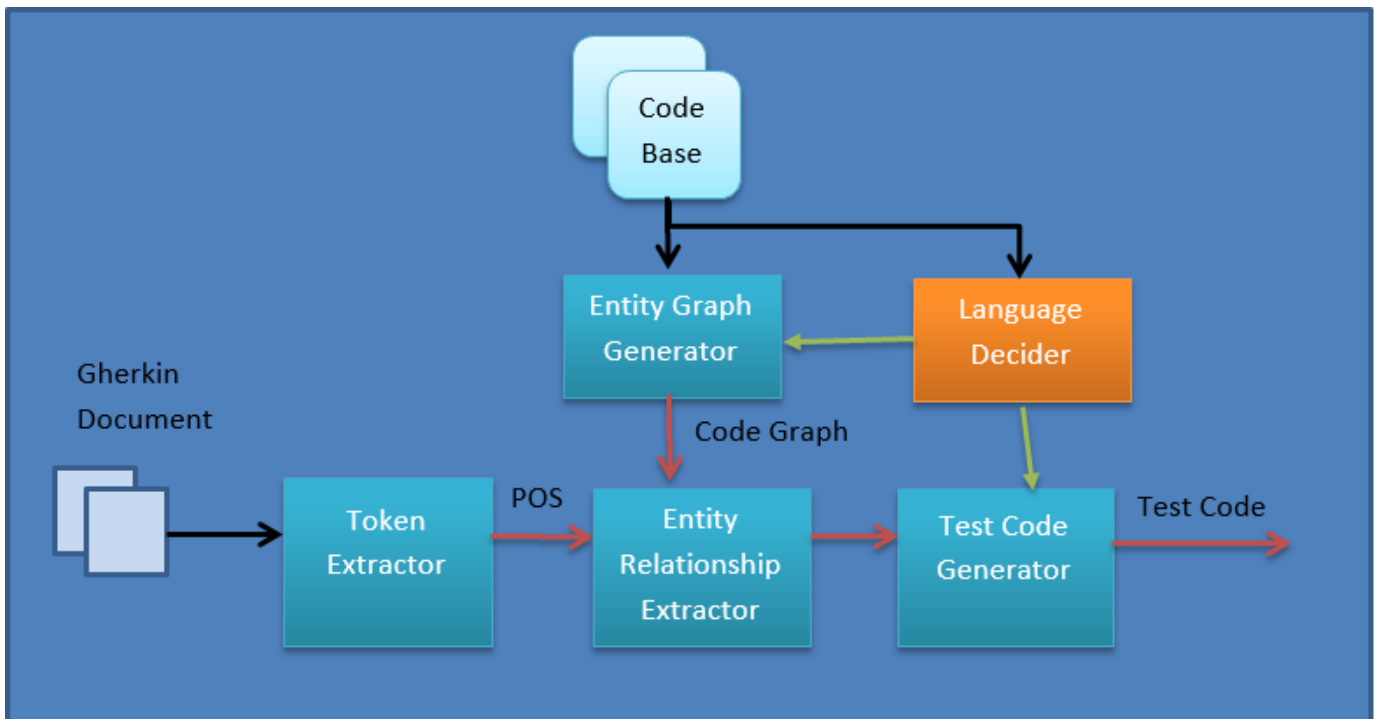 Code
Base
Entity Graph
Generator
Language
Decider
Gherkin
Document
Code Graph
Token
Extractor
POS
Entity
Relationship
Extractor
Test Code
Generator
Test Code